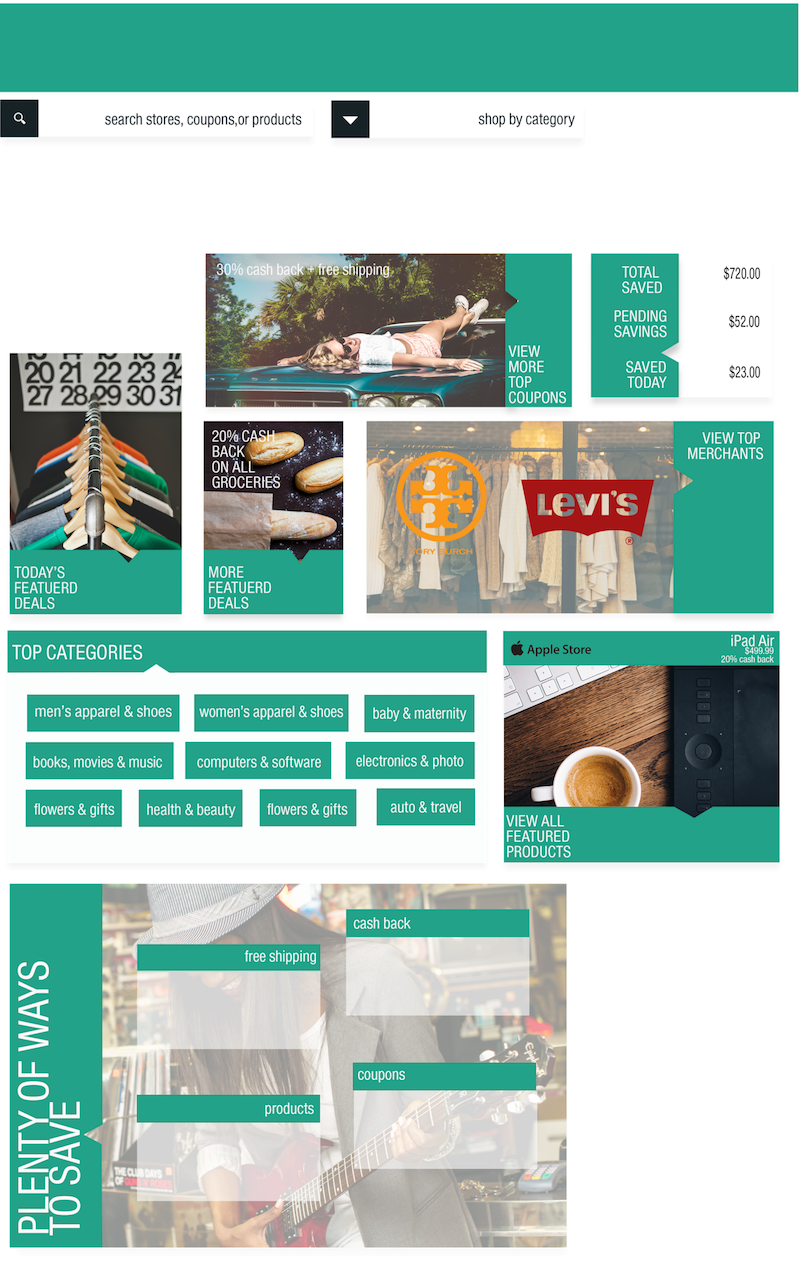 search stores, coupons,or products
shop by category
30% cash back + free shipping
VIEW
MORE
TOP
COUPONS
TOTAL
SAVED
$720.00
PENDING
SAVINGS
$52.00
SAVED
TODAY
$23.00
20 21 22 23 24
27 28 29 30 31
TODAY'S
FEATUERD
DEALS
20% CASH
BACK
ON ALL
GROCERIES
MORE
FEATUERD
DEALS
TORY BURCH
LEVI'S
®
VIEW TOP
MERCHANTS
TOP CATEGORIES
men's apparel & shoes
women's apparel & shoes
baby & maternity
books, movies & music
computers & software
electronics & photo
flowers & gifts
health & beauty
flowers & gifts
auto & travel
Apple Store
iPad Air
$499.99
20% cash back
VIEW ALL
FEATURED
PRODUCTS
PLENTY OF WAYS
TO SAVE
cash back
free shipping
coupons
products
THE CLUB DAYS
OF GUNS N' ROSES